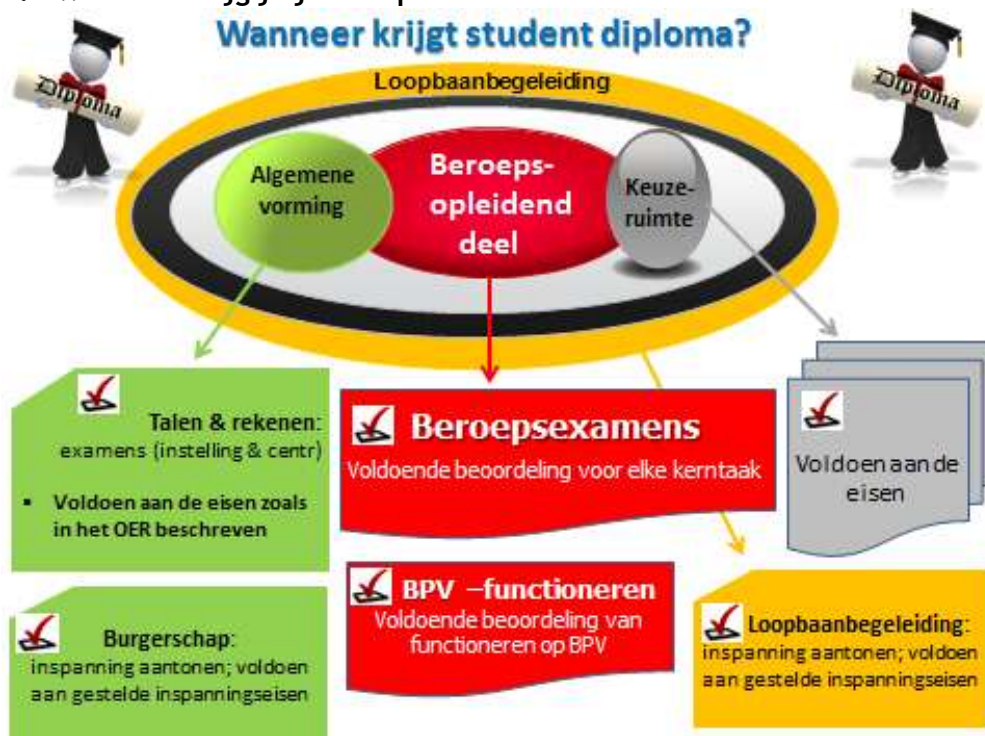 Wanneer krijgt student diploma?
Diploma
Diploma
Loopbaanbegeleiding
Algemene
vorming
Beroeps-
opleidend
deel
Keuze-
ruimte
Talen & rekenen:
examens (instelling & centr)
▪ Voldoen aan de eisen zoals
in het OER beschreven
Beroepsexamens
Voldoende beoordeling voor elke kerntaak
Voldoen aan de
eisen
Burgerschap:
inspanning aantonen; voldoen
aan gestelde inspanningseisen
BPV –functioneren
Voldoende beoordeling van
functioneren op BPV
Loopbaanbegeleiding:
inspanning aantonen; voldoen
aan gestelde inspanningseisen